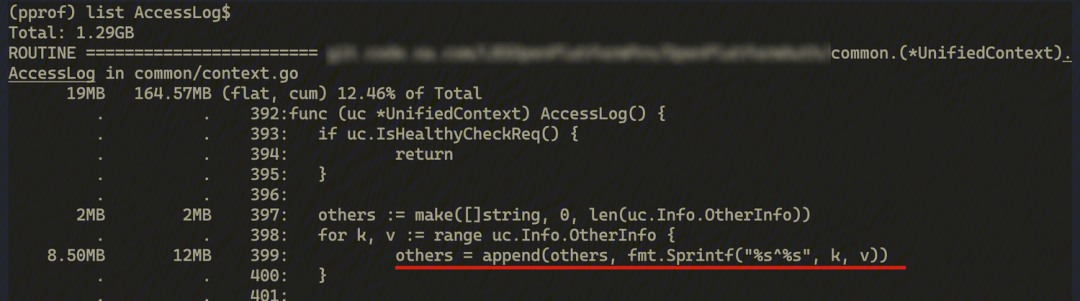 (pprof) list AccessLog$
Total: 1.29GB
ROUTINE ======================== common.(*UnifiedContext).
AccessLog in common/context.go
19MB 164.57MB (flat, cum) 12.46% of Total
. . 392:func (uc *UnifiedContext) AccessLog() {
. . 393: if uc.IsHealthyCheckReq() {
. . 394: return
. . 395: }
. . 396:
2MB 2MB 397: others := make([]string, 0, len(uc.Info.OtherInfo))
. . 398: for k, v := range uc.Info.OtherInfo {
8.50MB 12MB 399: others = append(others, fmt.Sprintf("%s^%s", k, v))
. . 400: }
. . 401: